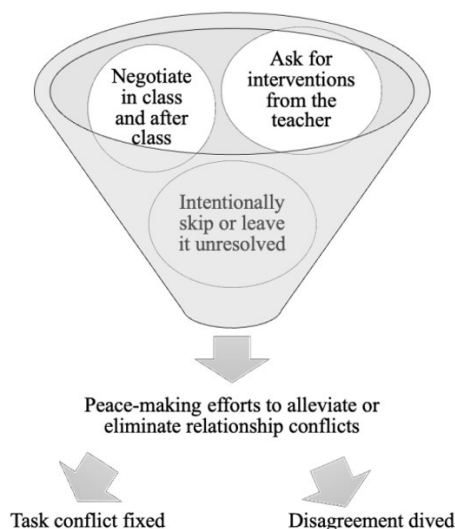 Negotiate
in class
and after
class
Ask for
interventions
from the
teacher
Intentionally
skip or leave
it unresolved
Peace-making efforts to alleviate or
eliminate relationship conflicts
Task conflict fixed
Disagreement dived